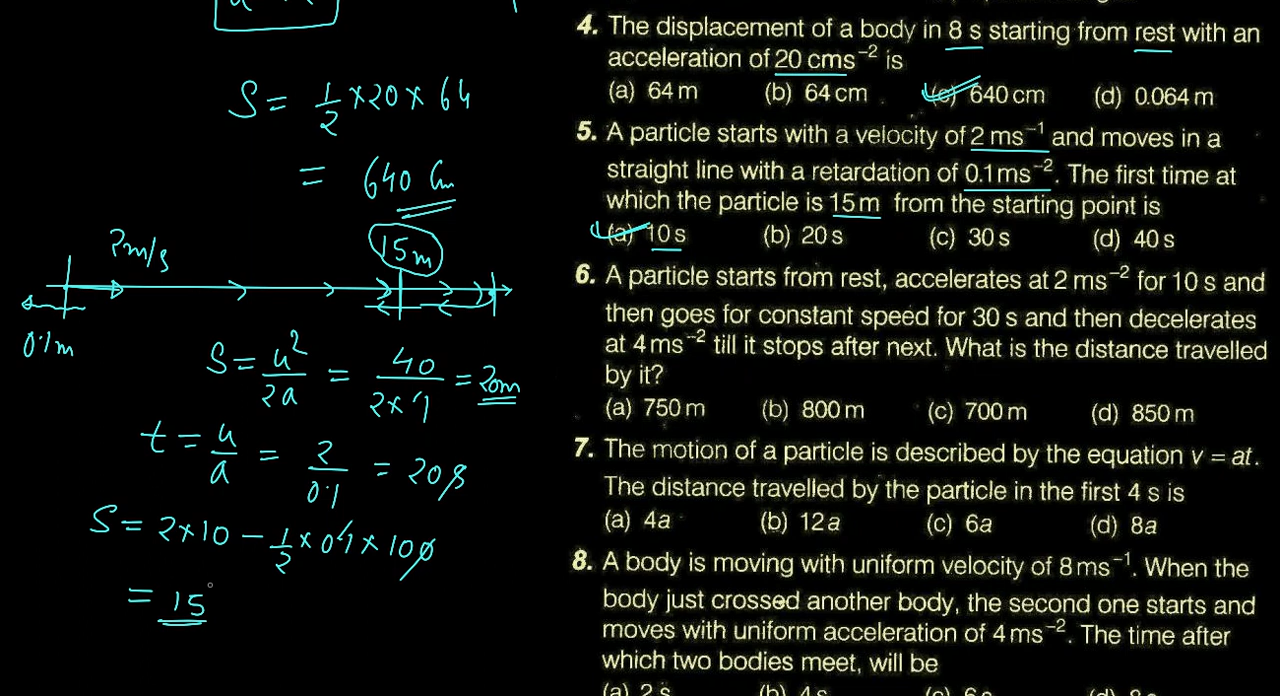 S = 1/2 × 20 × 64
= 640 Cm
2m/s
15m
0.1m
S = u²/2a = 40/2×1 = 20m
t = u/a = 2/0.1 = 20s
S = 2×10 − 1/2 × 0.1 × 100
= 15
4. The displacement of a body in 8 s starting from rest with an
acceleration of 20 cms⁻² is
(a) 64 m (b) 64 cm (c) 640 cm (d) 0.064 m
5. A particle starts with a velocity of 2 ms⁻¹ and moves in a
straight line with a retardation of 0.1 ms⁻². The first time at
which the particle is 15 m from the starting point is
(a) 10 s (b) 20 s (c) 30 s (d) 40 s
6. A particle starts from rest, accelerates at 2 ms⁻² for 10 s and
then goes for constant speed for 30 s and then decelerates
at 4 ms⁻² till it stops after next. What is the distance travelled
by it?
(a) 750 m (b) 800 m (c) 700 m (d) 850 m
7. The motion of a particle is described by the equation v = at.
The distance travelled by the particle in the first 4 s is
(a) 4a (b) 12a (c) 6a (d) 8a
8. A body is moving with uniform velocity of 8 ms⁻¹. When the
body just crossed another body, the second one starts and
moves with uniform acceleration of 4 ms⁻². The time after
which two bodies meet, will be
(a) 2 s (b) 4 s (c) 6 s (d)